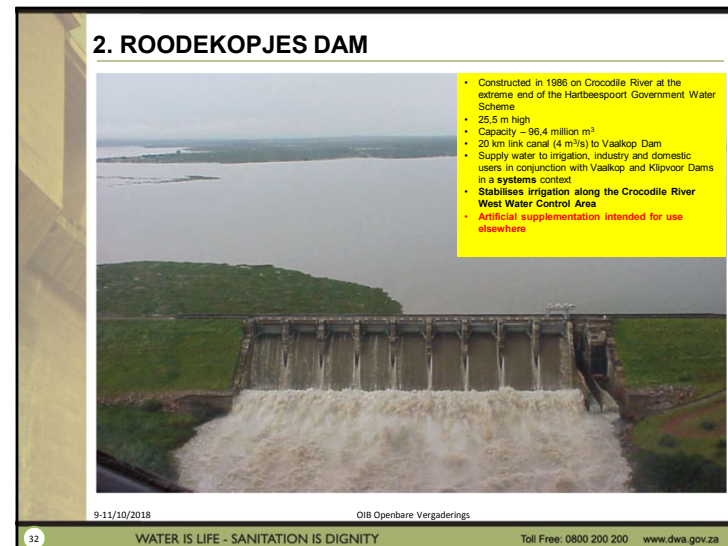 2. ROODEKOPJES DAM
• Constructed in 1986 on Crocodile River at the
extreme end of the Hartbeespoort Government Water
Scheme
• 25,5 m high
• Capacity – 96,4 million m³
• 20 km link canal (4 m³/s) to Vaalkop Dam
• Supply water to irrigation, industry and domestic
users in conjunction with Vaalkop and Klipvoor Dams
in a systems context
• Stabilises irrigation along the Crocodile River
West Water Control Area
• Artificial supplementation intended for use
elsewhere
9-11/10/2018 OIB Openbare Vergaderings
32 WATER IS LIFE - SANITATION IS DIGNITY Toll Free: 0800 200 200 www.dwa.gov.za